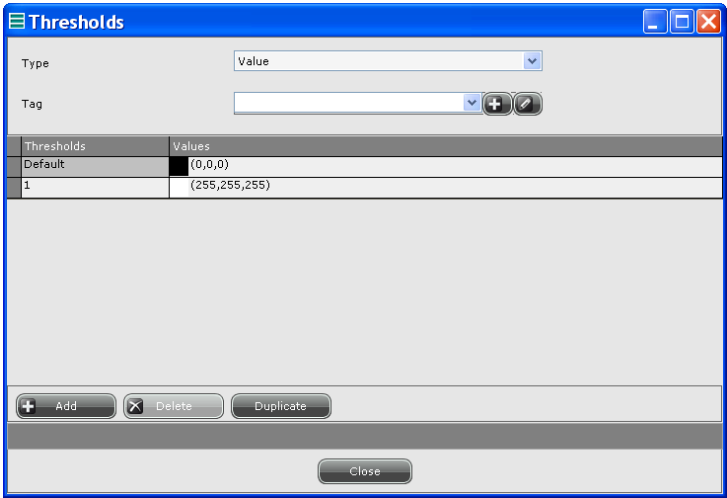 Thresholds
Type Value
Tag
Thresholds Values
Default (0,0,0)
1 (255,255,255)
Add Delete Duplicate
Close